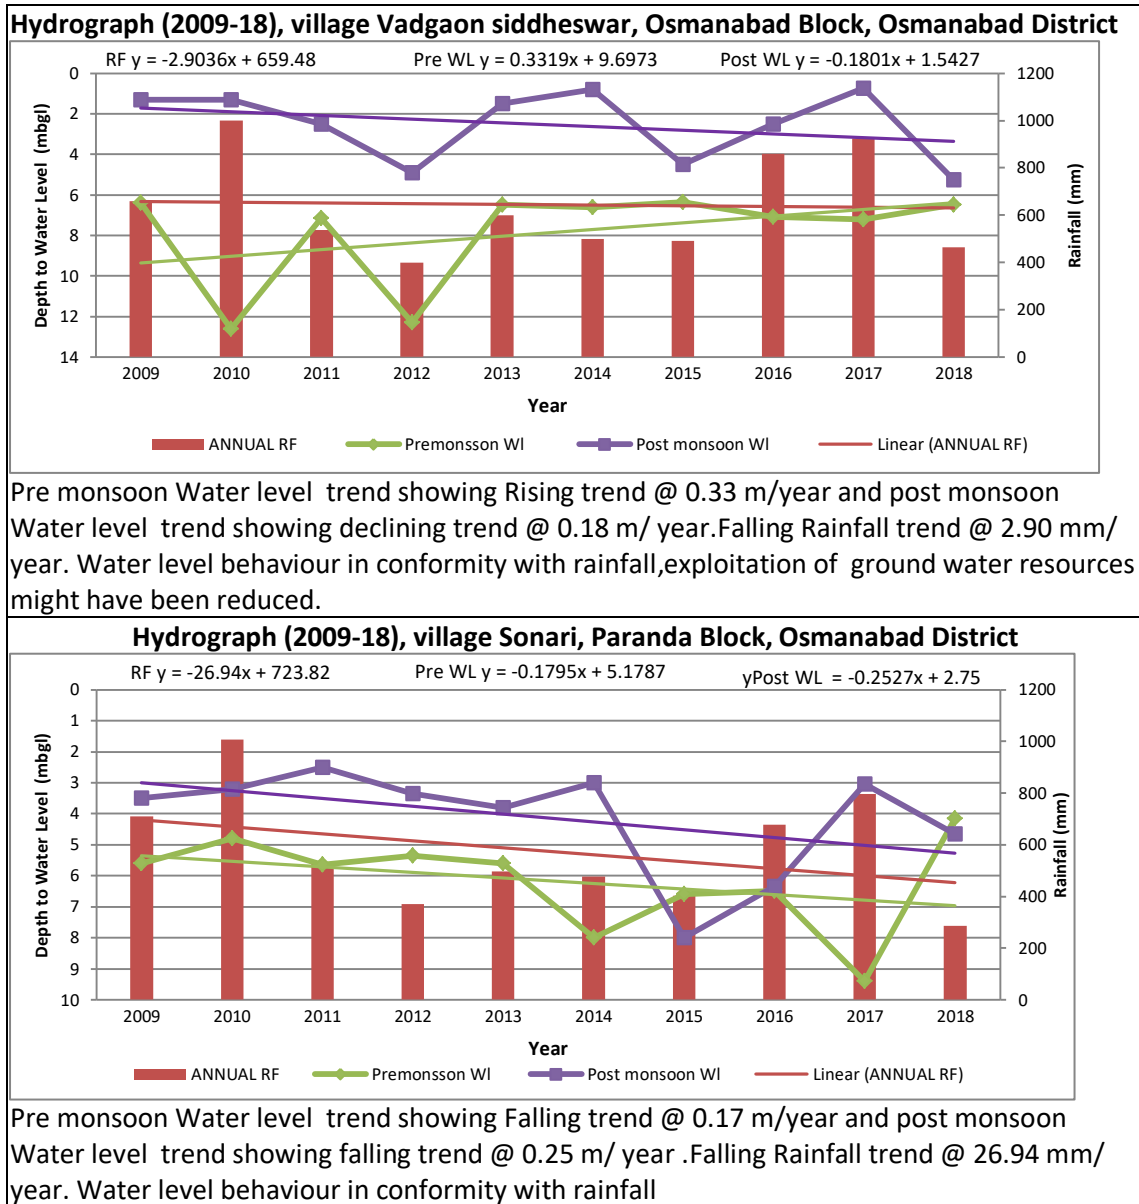 Hydrograph (2009-18), village Vadgaon siddheswar, Osmanabad Block, Osmanabad District
RF y = -2.9036x + 659.48 Pre WL y = 0.3319x + 9.6973 Post WL y = -0.1801x + 1.5427
Depth to Water Level (mbgl)
0
2
4
6
8
10
12
14
1200
1000
800
600
400
200
0
Rainfall (mm)
2009 2010 2011 2012 2013 2014 2015 2016 2017 2018
Year
ANNUAL RF Premonsson Wl Post monsoon Wl Linear (ANNUAL RF)
Pre monsoon Water level trend showing Rising trend @ 0.33 m/year and post monsoon
Water level trend showing declining trend @ 0.18 m/ year.Falling Rainfall trend @ 2.90 mm/
year. Water level behaviour in conformity with rainfall,exploitation of ground water resources
might have been reduced.
Hydrograph (2009-18), village Sonari, Paranda Block, Osmanabad District
RF y = -26.94x + 723.82 Pre WL y = -0.1795x + 5.1787 yPost WL = -0.2527x + 2.75
Depth to Water Level (mbgl)
0
1
2
3
4
5
6
7
8
9
10
1200
1000
800
600
400
200
0
Rainfall (mm)
2009 2010 2011 2012 2013 2014 2015 2016 2017 2018
Year
ANNUAL RF Premonsson Wl Post monsoon Wl Linear (ANNUAL RF)
Pre monsoon Water level trend showing Falling trend @ 0.17 m/year and post monsoon
Water level trend showing falling trend @ 0.25 m/ year .Falling Rainfall trend @ 26.94 mm/
year. Water level behaviour in conformity with rainfall